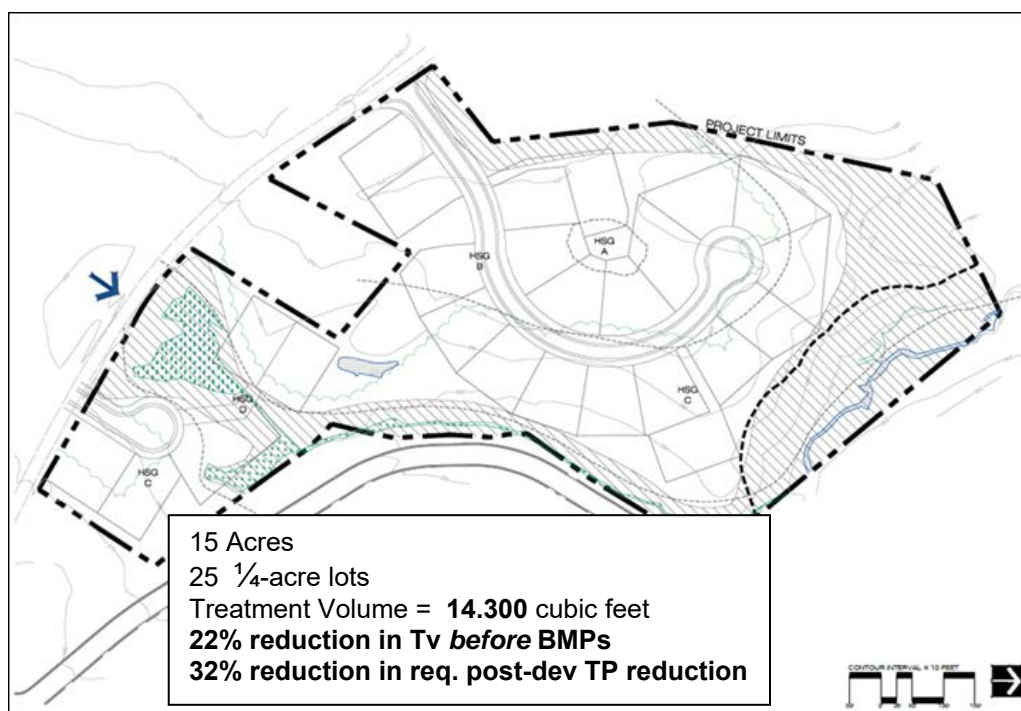 PROJECT LIMITS
HSG
A
HSG
B
HSG
D
HSG
C
HSG
C
15 Acres
25 ¼-acre lots
Treatment Volume = 14.300 cubic feet
22% reduction in Tv before BMPs
32% reduction in req. post-dev TP reduction
CONTOUR INTERVAL = 10 FEET